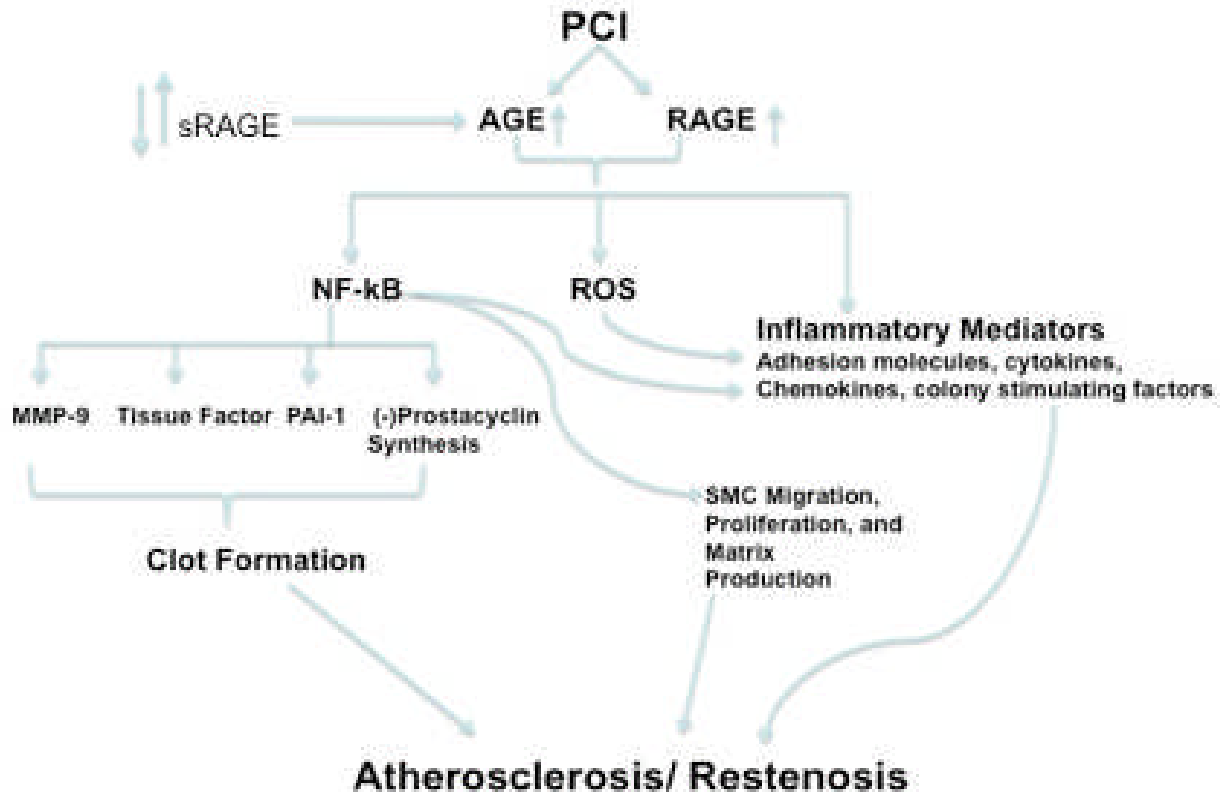 PCI
sRAGE
AGE
RAGE
NF-kB
ROS
Inflammatory Mediators
Adhesion molecules, cytokines,
Chemokines, colony stimulating factors
MMP-9
Tissue Factor
PAI-1
(-)Prostacyclin
Synthesis
SMC Migration,
Proliferation, and
Matrix
Production
Clot Formation
Atherosclerosis/ Restenosis